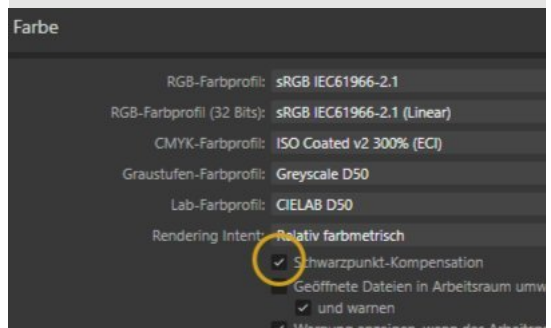 Farbe
RGB-Farbprofil: sRGB IEC61966-2.1
RGB-Farbprofil (32 Bits): sRGB IEC61966-2.1 (Linear)
CMYK-Farbprofil: ISO Coated v2 300% (ECI)
Graustufen-Farbprofil: Greyscale D50
Lab-Farbprofil: CIELAB D50
Rendering Intent: Relativ farbmetrisch
Schwarzpunkt-Kompensation
Geöffnete Dateien in Arbeitsraum umw
und warnen